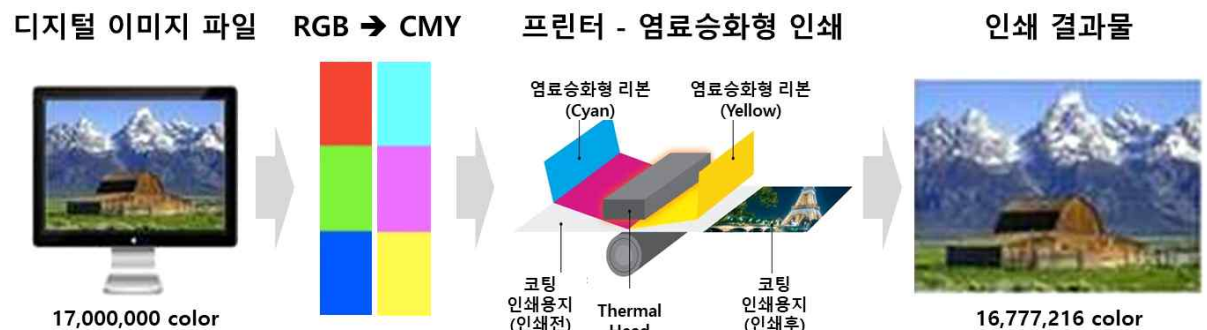 디지털 이미지 파일
RGB → CMY
프린터 - 염료승화형 인쇄
인쇄 결과물
염료승화형 리본
(Cyan)
염료승화형 리본
(Yellow)
코팅
인쇄용지
(인쇄전)
Thermal
Head
코팅
인쇄용지
(인쇄후)
17,000,000 color
16,777,216 color